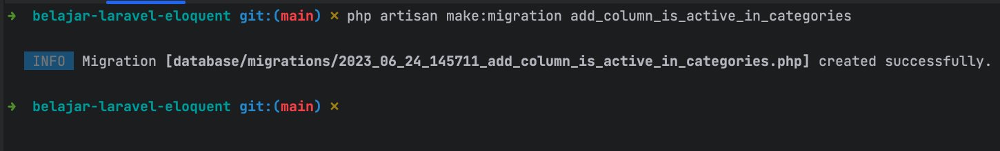 ➜ belajar-laravel-eloquent git:(main) ✗ php artisan make:migration add_column_is_active_in_categories
INFO Migration [database/migrations/2023_06_24_145711_add_column_is_active_in_categories.php] created successfully.
➜ belajar-laravel-eloquent git:(main) ✗